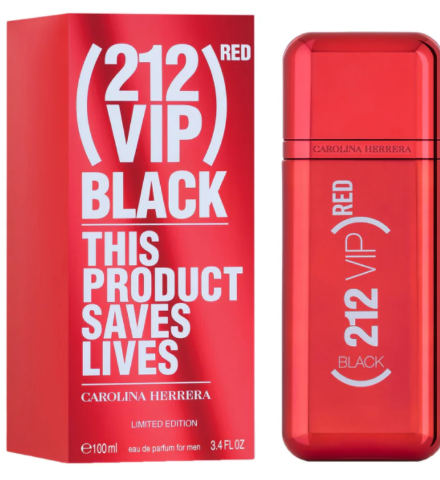 (212 VIP)RED
BLACK
THIS
PRODUCT
SAVES
LIVES
CAROLINA HERRERA
LIMITED EDITION
℮100ml eau de parfum for men 3.4 FL OZ
CAROLINA HERRERA
(212 VIP)RED
BLACK